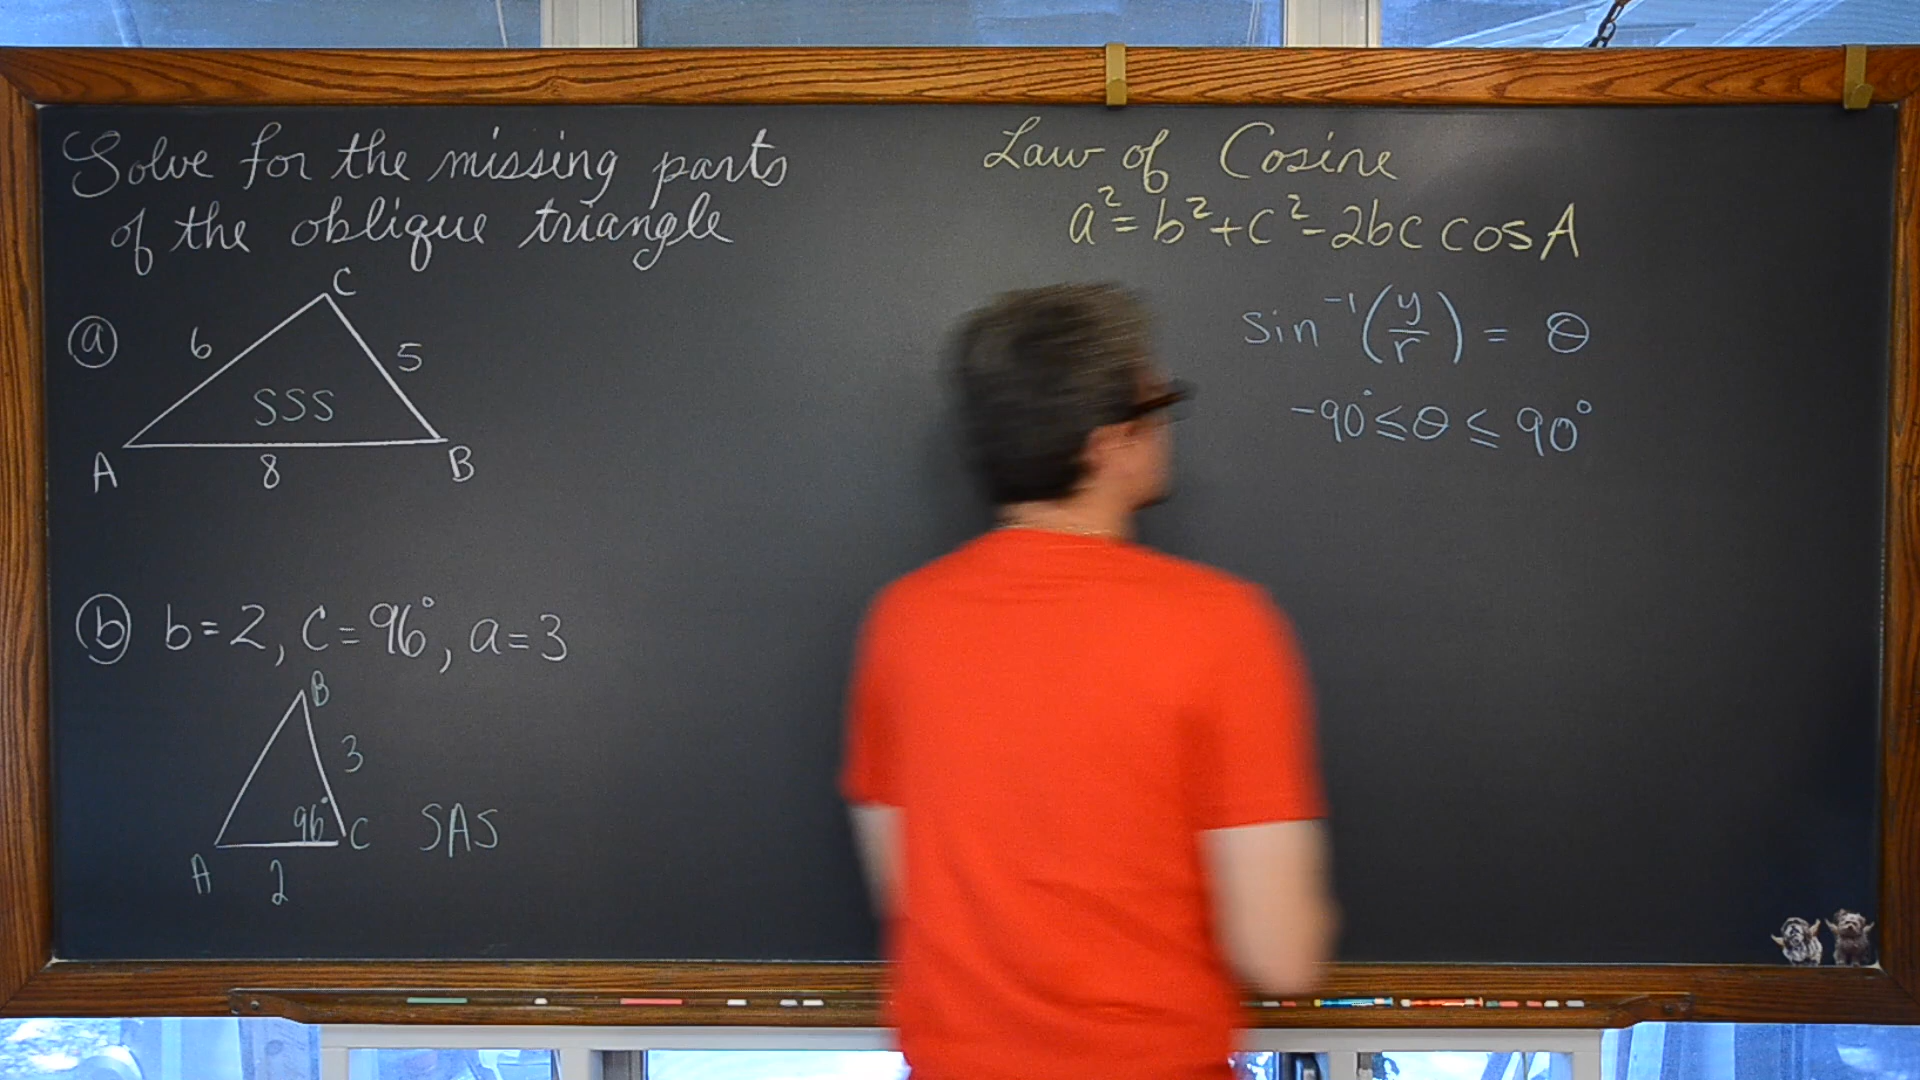 Solve for the missing parts
of the oblique triangle
ⓐ
C
6
5
SSS
A
8
B
ⓑ b=2, C=96°, a=3
B
3
96°
C
SAS
A
2
Law of Cosine
a²=b²+c²-2bc cos A
sin⁻¹(y/r) = θ
-90°≤θ≤90°